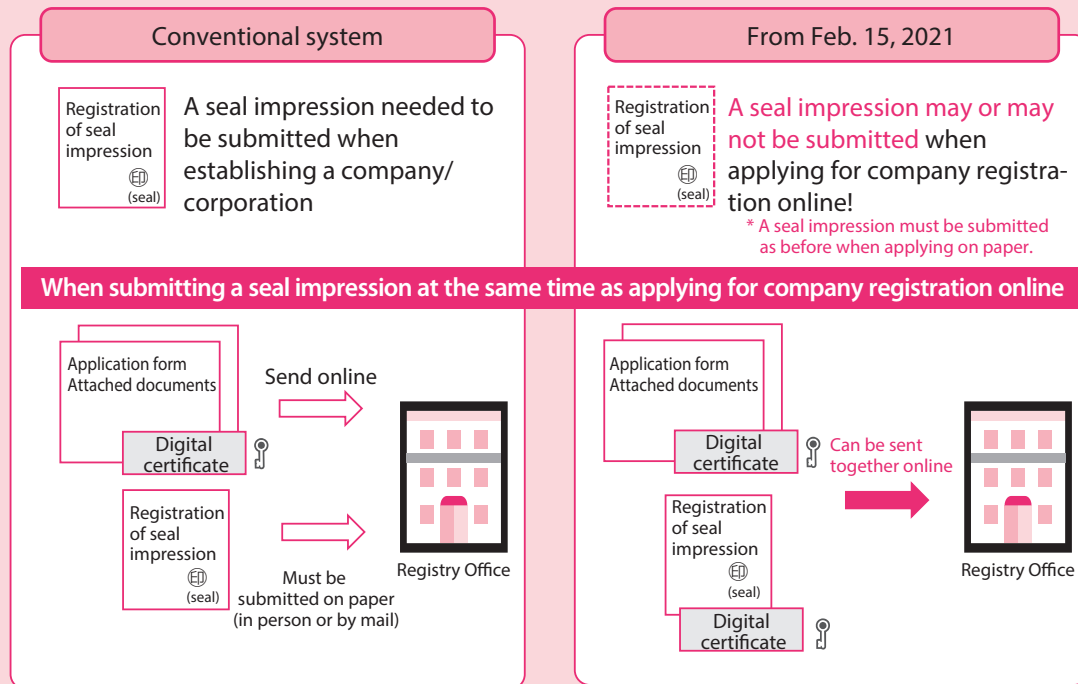 Conventional system
Registration
of seal
impression
印
(seal)
A seal impression needed to
be submitted when
establishing a company/
corporation
From Feb. 15, 2021
Registration
of seal
impression
印
(seal)
A seal impression may or may
not be submitted when
applying for company registra-
tion online!
* A seal impression must be submitted
as before when applying on paper.
When submitting a seal impression at the same time as applying for company registration online
Application form
Attached documents
Digital
certificate
Send online
Registration
of seal
impression
印
(seal)
Must be
submitted on paper
(in person or by mail)
Registry Office
Application form
Attached documents
Digital
certificate
Can be sent
together online
Registration
of seal
impression
印
(seal)
Digital
certificate
Registry Office